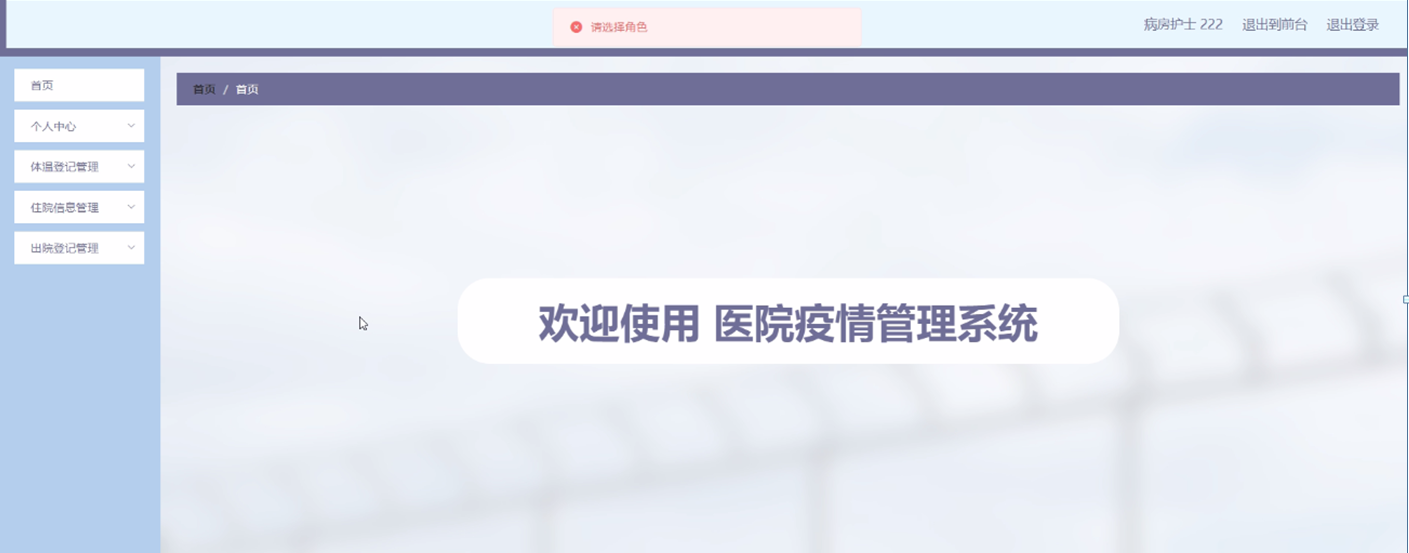 请选择角色
病房护士 222 退出到前台 退出登录
首页
个人中心
体温登记管理
住院信息管理
出院登记管理
首页 / 首页
欢迎使用 医院疫情管理系统